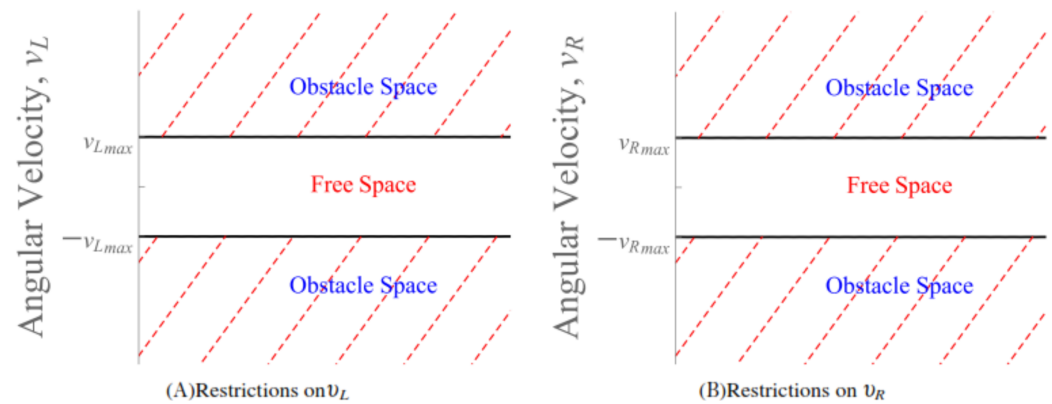 Angular Velocity, v_L
Obstacle Space
v_Lmax
Free Space
−v_Lmax
Obstacle Space
(A)Restrictions on υ_L
Angular Velocity, v_R
Obstacle Space
v_Rmax
Free Space
−v_Rmax
Obstacle Space
(B)Restrictions on υ_R